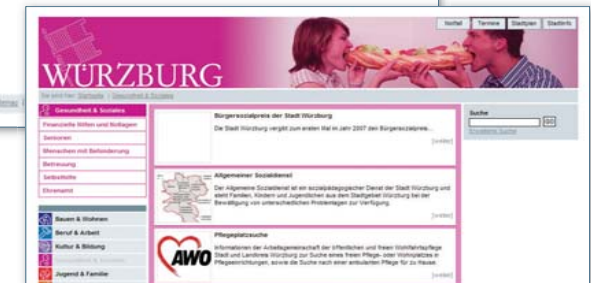 Notfall
Termine
Stadtplan
Stadtinfo
WÜRZBURG
Sie sind hier: Startseite > Gesundheit & Soziales
Gesundheit & Soziales
Finanzielle Hilfen und Notlagen
Senioren
Menschen mit Behinderung
Betreuung
Selbsthilfe
Ehrenamt
Bauen & Wohnen
Beruf & Arbeit
Kultur & Bildung
Gesundheit & Soziales
Jugend & Familie
Bürgersozialpreis der Stadt Würzburg
Die Stadt Würzburg vergibt zum ersten Mal im Jahr 2007 den Bürgersozialpreis...
[weiter]
Allgemeiner Sozialdienst
Der Allgemeine Sozialdienst ist ein sozialpädagogischer Dienst der Stadt Würzburg und
steht Familien, Kindern und Jugendlichen aus dem Stadtgebiet Würzburg bei der
Bewältigung von unterschiedlichen Problemlagen zur Verfügung.
[weiter]
AWO
Pflegeplatzsuche
Informationen der Arbeitsgemeinschaft der öffentlichen und freien Wohlfahrtspflege
Stadt und Landkreis Würzburg zur Suche eines freien Pflege- oder Wohnplatzes in
Pflegeeinrichtungen, sowie die Suche nach einer ambulanten Pflege für zu Hause.
[weiter]
Suche
GO
Erweiterte Suche